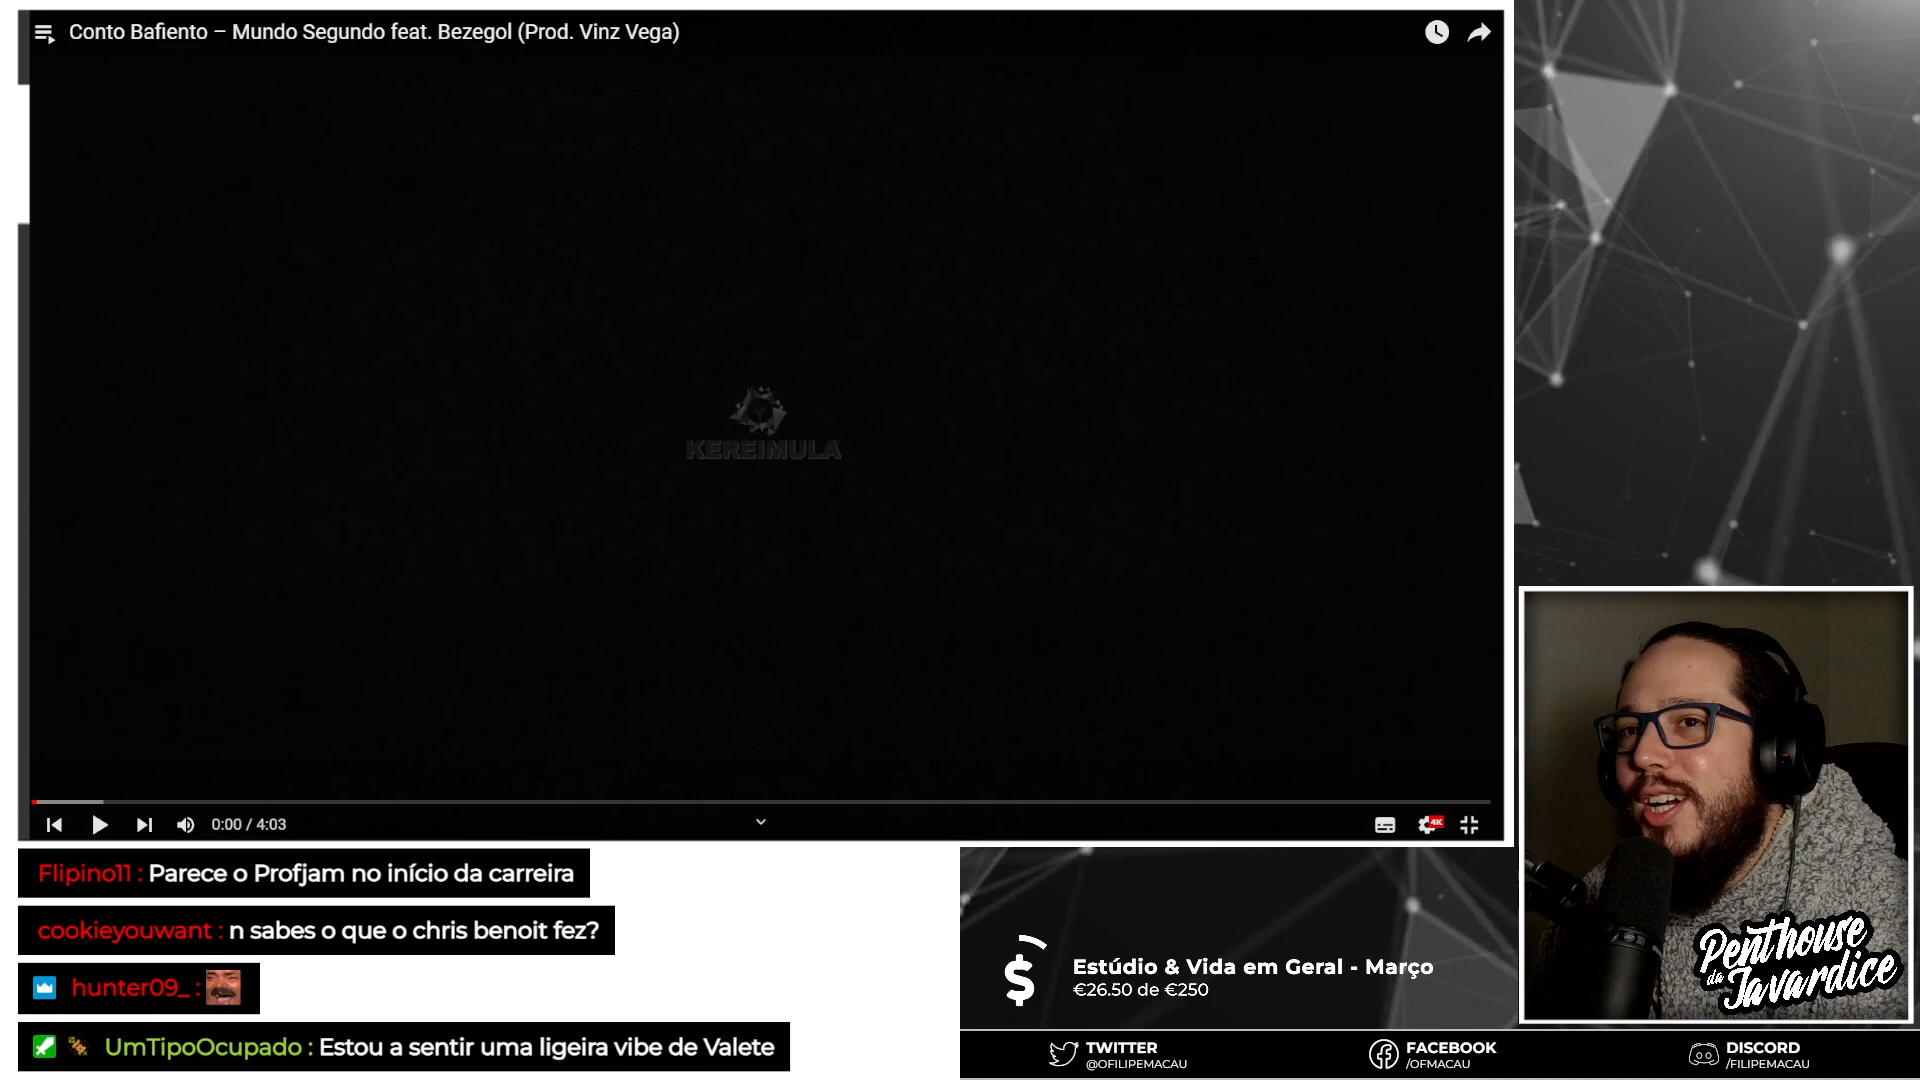 Conto Bafiento – Mundo Segundo feat. Bezegol (Prod. Vinz Vega)
KEREIMULA
0:00 / 4:03
4K
Flipino11 : Parece o Profjam no início da carreira
cookieyouwant : n sabes o que o chris benoit fez?
hunter09_ :
UmTipoOcupado : Estou a sentir uma ligeira vibe de Valete
$
Estúdio & Vida em Geral - Março
€26.50 de €250
TWITTER
@OFILIPEMACAU
FACEBOOK
/OFMACAU
DISCORD
/FILIPEMACAU
Penthouse
da Javardice